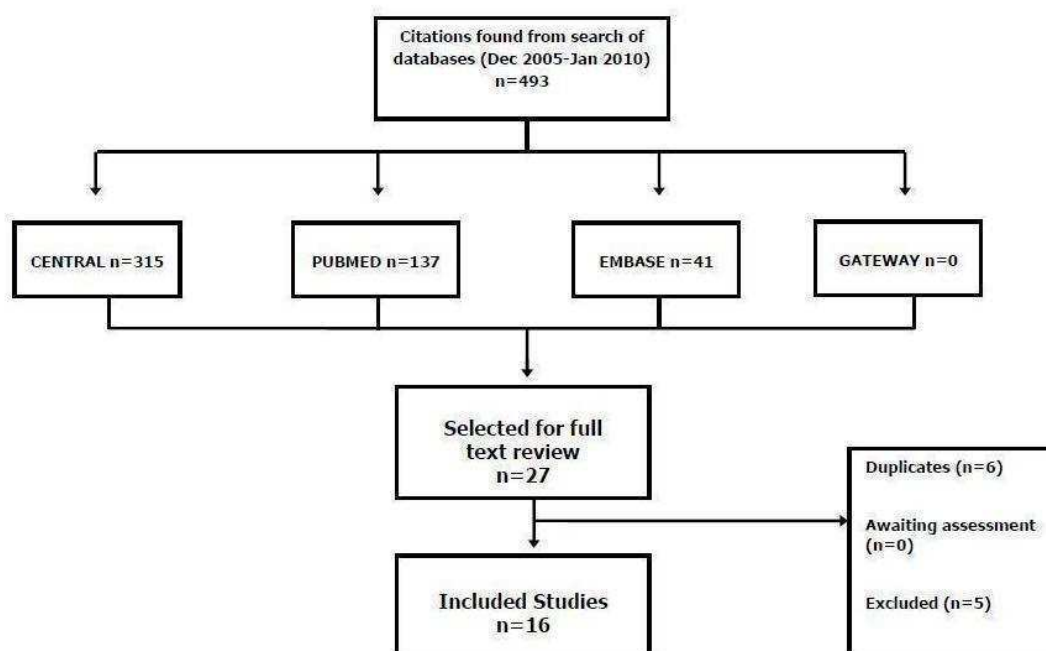 Citations found from search of
databases (Dec 2005-Jan 2010)
n=493
CENTRAL n=315
PUBMED n=137
EMBASE n=41
GATEWAY n=0
Selected for full
text review
n=27
Duplicates (n=6)
Awaiting assessment
(n=0)
Excluded (n=5)
Included Studies
n=16